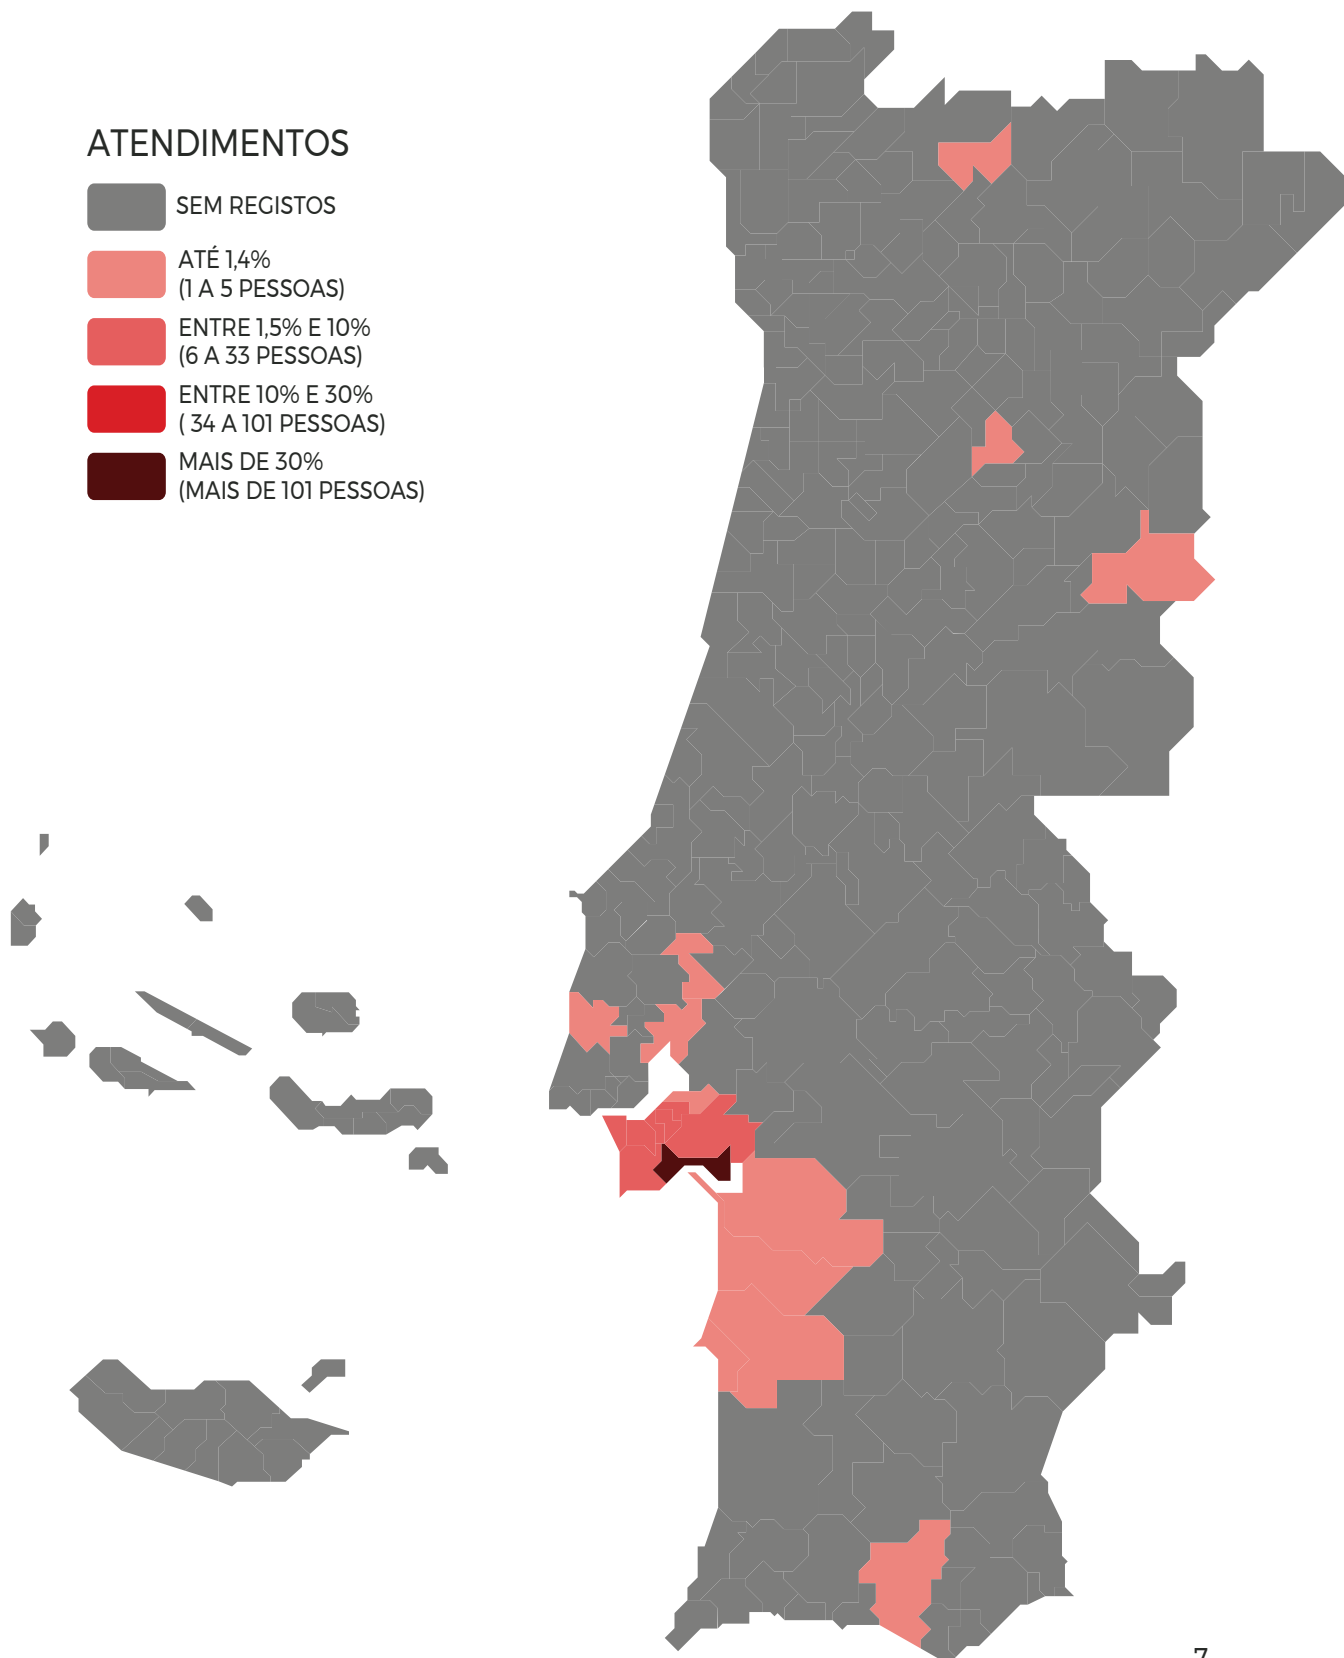 ATENDIMENTOS
SEM REGISTOS
ATÉ 1,4%
(1 A 5 PESSOAS)
ENTRE 1,5% E 10%
(6 A 33 PESSOAS)
ENTRE 10% E 30%
( 34 A 101 PESSOAS)
MAIS DE 30%
(MAIS DE 101 PESSOAS)
7